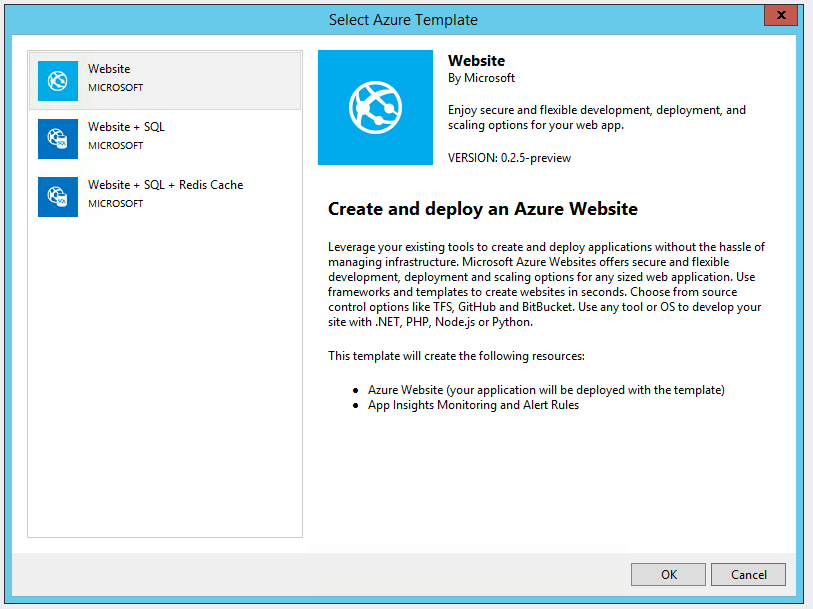 Select Azure Template
x
Website
MICROSOFT
SQL
Website + SQL
MICROSOFT
SQL
Website + SQL + Redis Cache
MICROSOFT
Website
By Microsoft
Enjoy secure and flexible development, deployment, and
scaling options for your web app.
VERSION: 0.2.5-preview
Create and deploy an Azure Website
Leverage your existing tools to create and deploy applications without the hassle of
managing infrastructure. Microsoft Azure Websites offers secure and flexible
development, deployment and scaling options for any sized web application. Use
frameworks and templates to create websites in seconds. Choose from source
control options like TFS, GitHub and BitBucket. Use any tool or OS to develop your
site with .NET, PHP, Node.js or Python.
This template will create the following resources:
• Azure Website (your application will be deployed with the template)
• App Insights Monitoring and Alert Rules
OK
Cancel